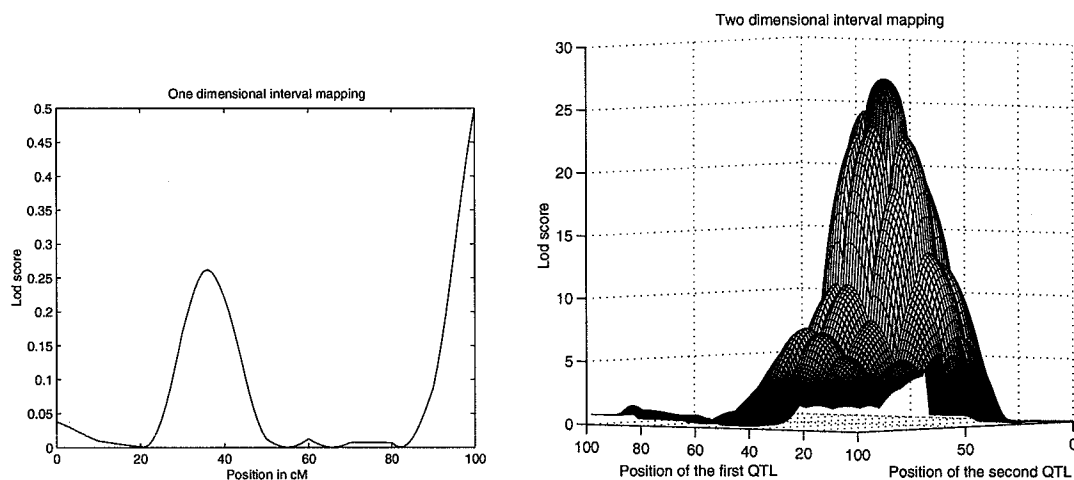 One dimensional interval mapping
0.5
0.45
0.4
0.35
0.3
0.25
0.2
0.15
0.1
0.05
0
Lod score
0 20 40 60 80 100
Position in cM
Two dimensional interval mapping
30
25
20
15
10
5
0
Lod score
100 80 60 40 20 100 50 0
Position of the first QTL
Position of the second QTL